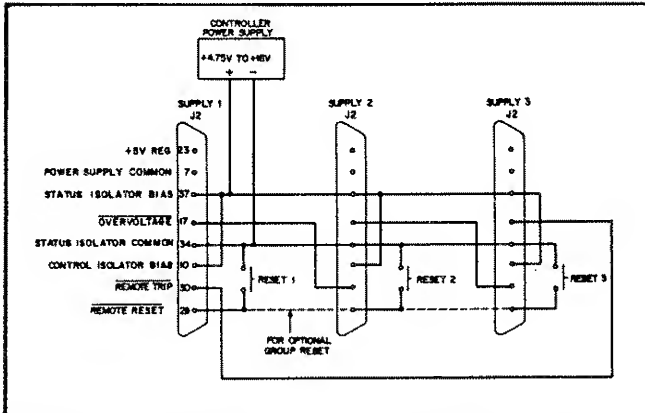 CONTROLLER
POWER SUPPLY
+4.75V TO +16V
+ -
SUPPLY 1
J2
SUPPLY 2
J2
SUPPLY 3
J2
+5V REG 23
POWER SUPPLY COMMON 7
STATUS ISOLATOR BIAS 37
OVERVOLTAGE 17
STATUS ISOLATOR COMMON 34
CONTROL ISOLATOR BIAS 10
REMOTE TRIP 30
REMOTE RESET 29
RESET 1
RESET 2
RESET 3
FOR OPTIONAL
GROUP RESET